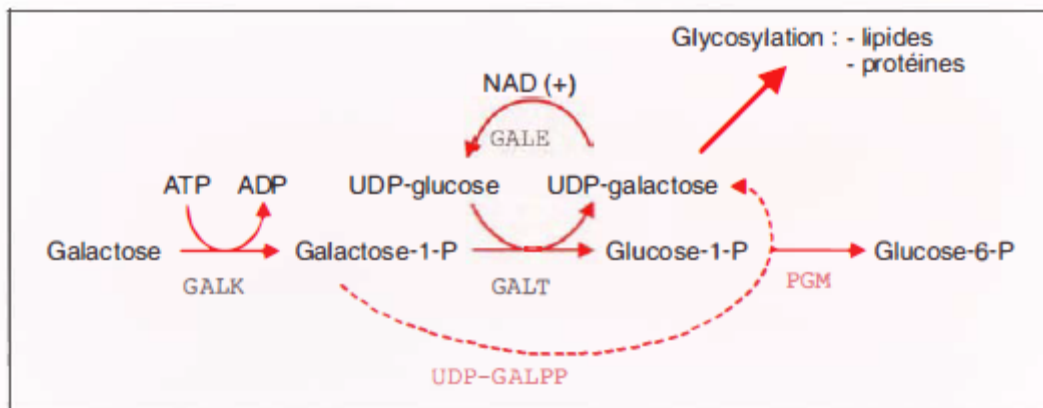 Glycosylation : - lipides
- protéines
NAD (+)
GALE
ATP ADP UDP-glucose UDP-galactose
Galactose Galactose-1-P Glucose-1-P Glucose-6-P
GALK GALT PGM
UDP-GALPP